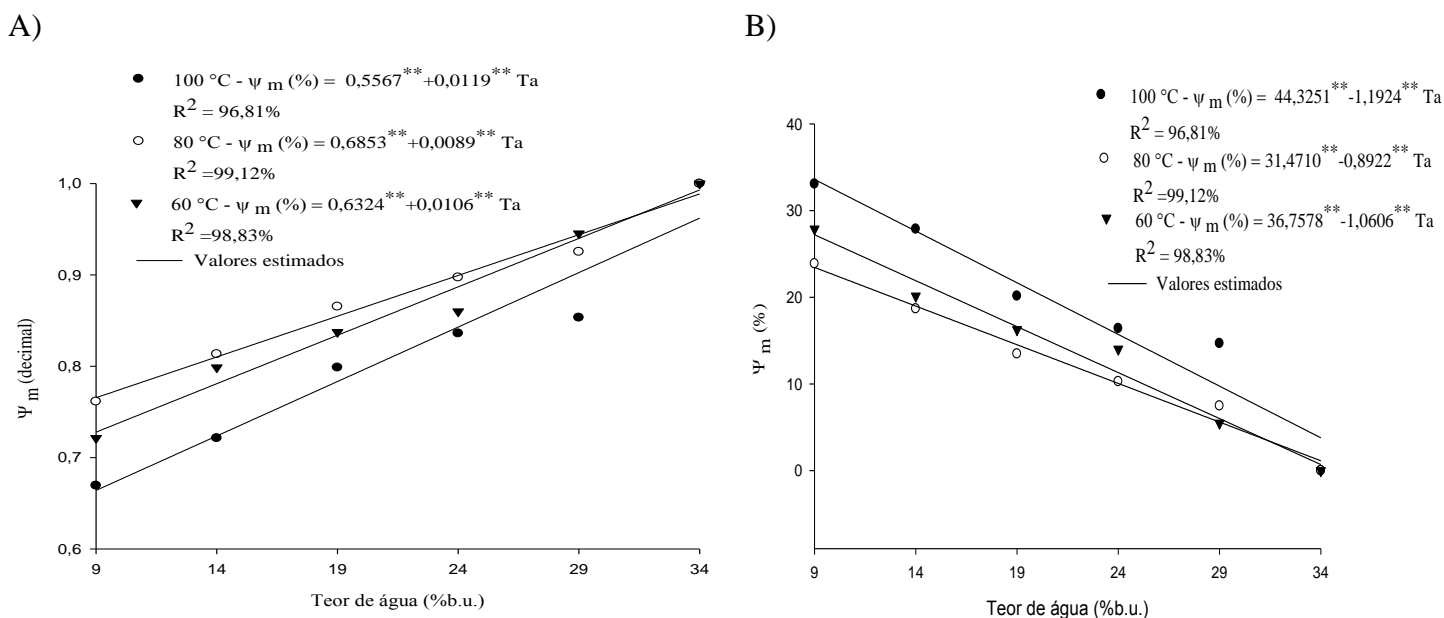 A)
100 °C - ψ m (%) = 0,5567**+0,0119** Ta
R2 = 96,81%
80 °C - ψ m (%) = 0,6853**+0,0089** Ta
R2 = 99,12%
60 °C - ψ m (%) = 0,6324**+0,0106** Ta
R2 = 98,83%
Valores estimados
1,0
0,9
0,8
0,7
0,6
Ψ m (decimal)
9 14 19 24 29 34
Teor de água (%b.u.)
B)
100 °C - ψ m (%) = 44,3251**-1,1924** Ta
R2 = 96,81%
80 °C - ψ m (%) = 31,4710**-0,8922** Ta
R2 =99,12%
60 °C - ψ m (%) = 36,7578**-1,0606** Ta
R2 = 98,83%
Valores estimados
40
30
20
10
0
Ψ m (%)
9 14 19 24 29 34
Teor de água (%b.u.)